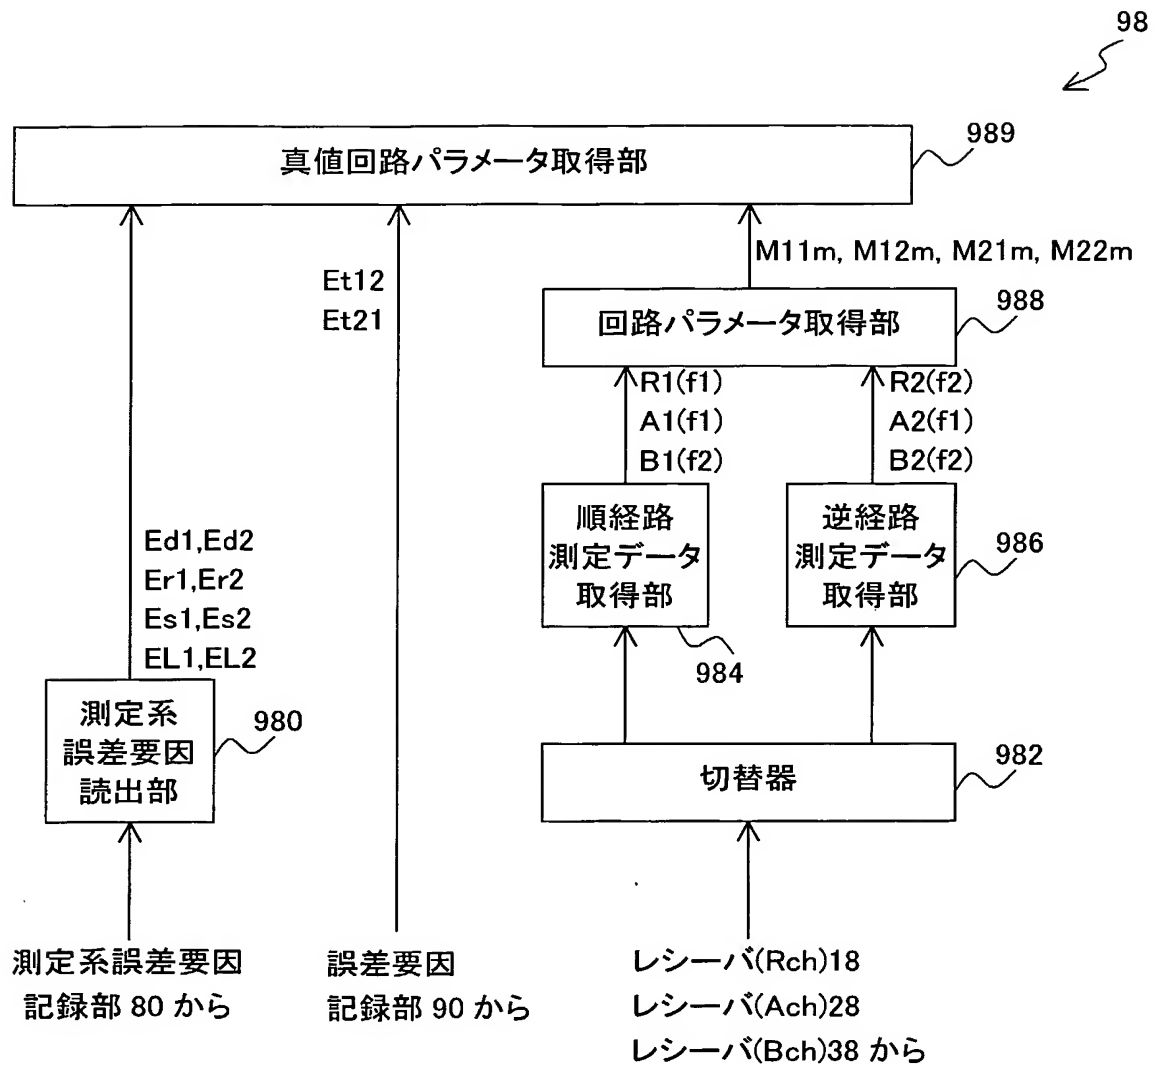 98
989
真値回路パラメータ取得部
M11m, M12m, M21m, M22m
Et12
Et21
988
回路パラメータ取得部
R1(f1)
A1(f1)
B1(f2)
R2(f2)
A2(f1)
B2(f2)
順経路
測定データ
取得部
984
逆経路
測定データ
取得部
986
Ed1,Ed2
Er1,Er2
Es1,Es2
EL1,EL2
測定系
誤差要因
読出部
980
切替器
982
測定系誤差要因
記録部 80 から
誤差要因
記録部 90 から
レシーバ(Rch)18
レシーバ(Ach)28
レシーバ(Bch)38 から